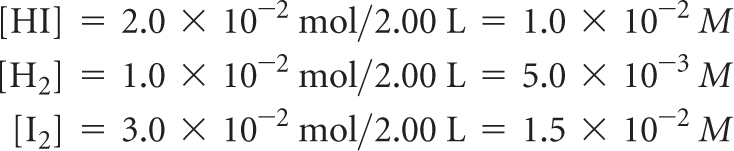 [HI] = 2.0 × 10⁻² mol/2.00 L = 1.0 × 10⁻² M
[H₂] = 1.0 × 10⁻² mol/2.00 L = 5.0 × 10⁻³ M
[I₂] = 3.0 × 10⁻² mol/2.00 L = 1.5 × 10⁻² M